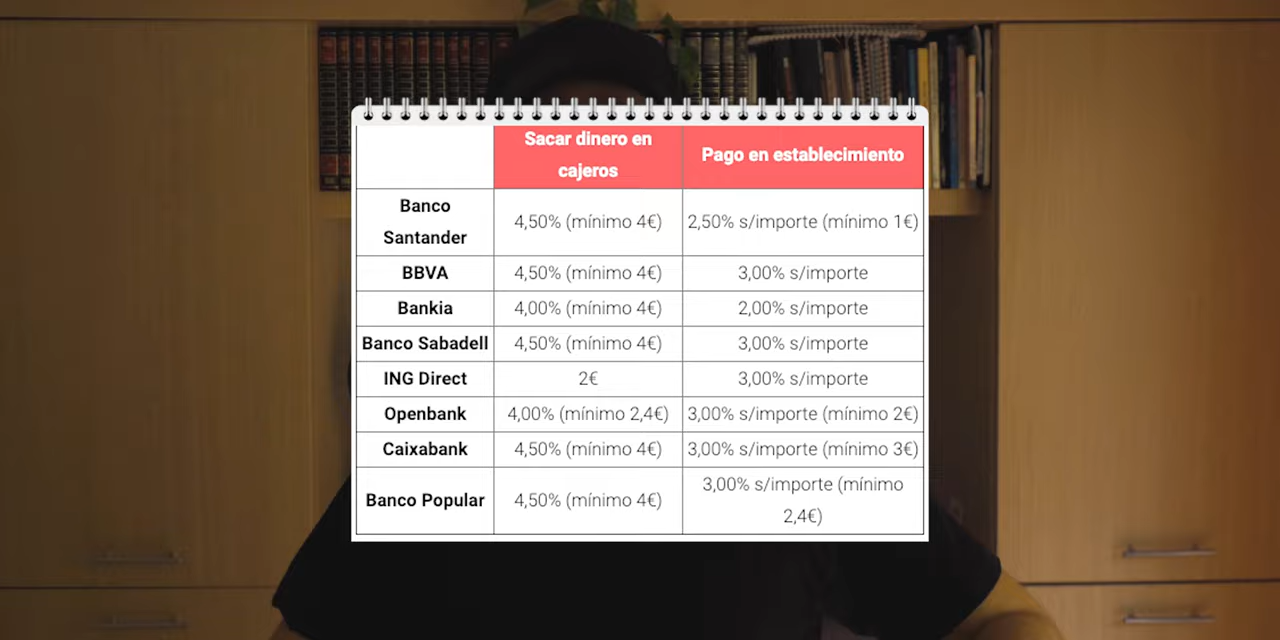 Sacar dinero en
cajeros
Pago en establecimiento
Banco
Santander
4,50% (mínimo 4€)
2,50% s/importe (mínimo 1€)
BBVA
4,50% (mínimo 4€)
3,00% s/importe
Bankia
4,00% (mínimo 4€)
2,00% s/importe
Banco Sabadell
4,50% (mínimo 4€)
3,00% s/importe
ING Direct
2€
3,00% s/importe
Openbank
4,00% (mínimo 2,4€)
3,00% s/importe (mínimo 2€)
Caixabank
4,50% (mínimo 4€)
3,00% s/importe (mínimo 3€)
Banco Popular
4,50% (mínimo 4€)
3,00% s/importe (mínimo
2,4€)